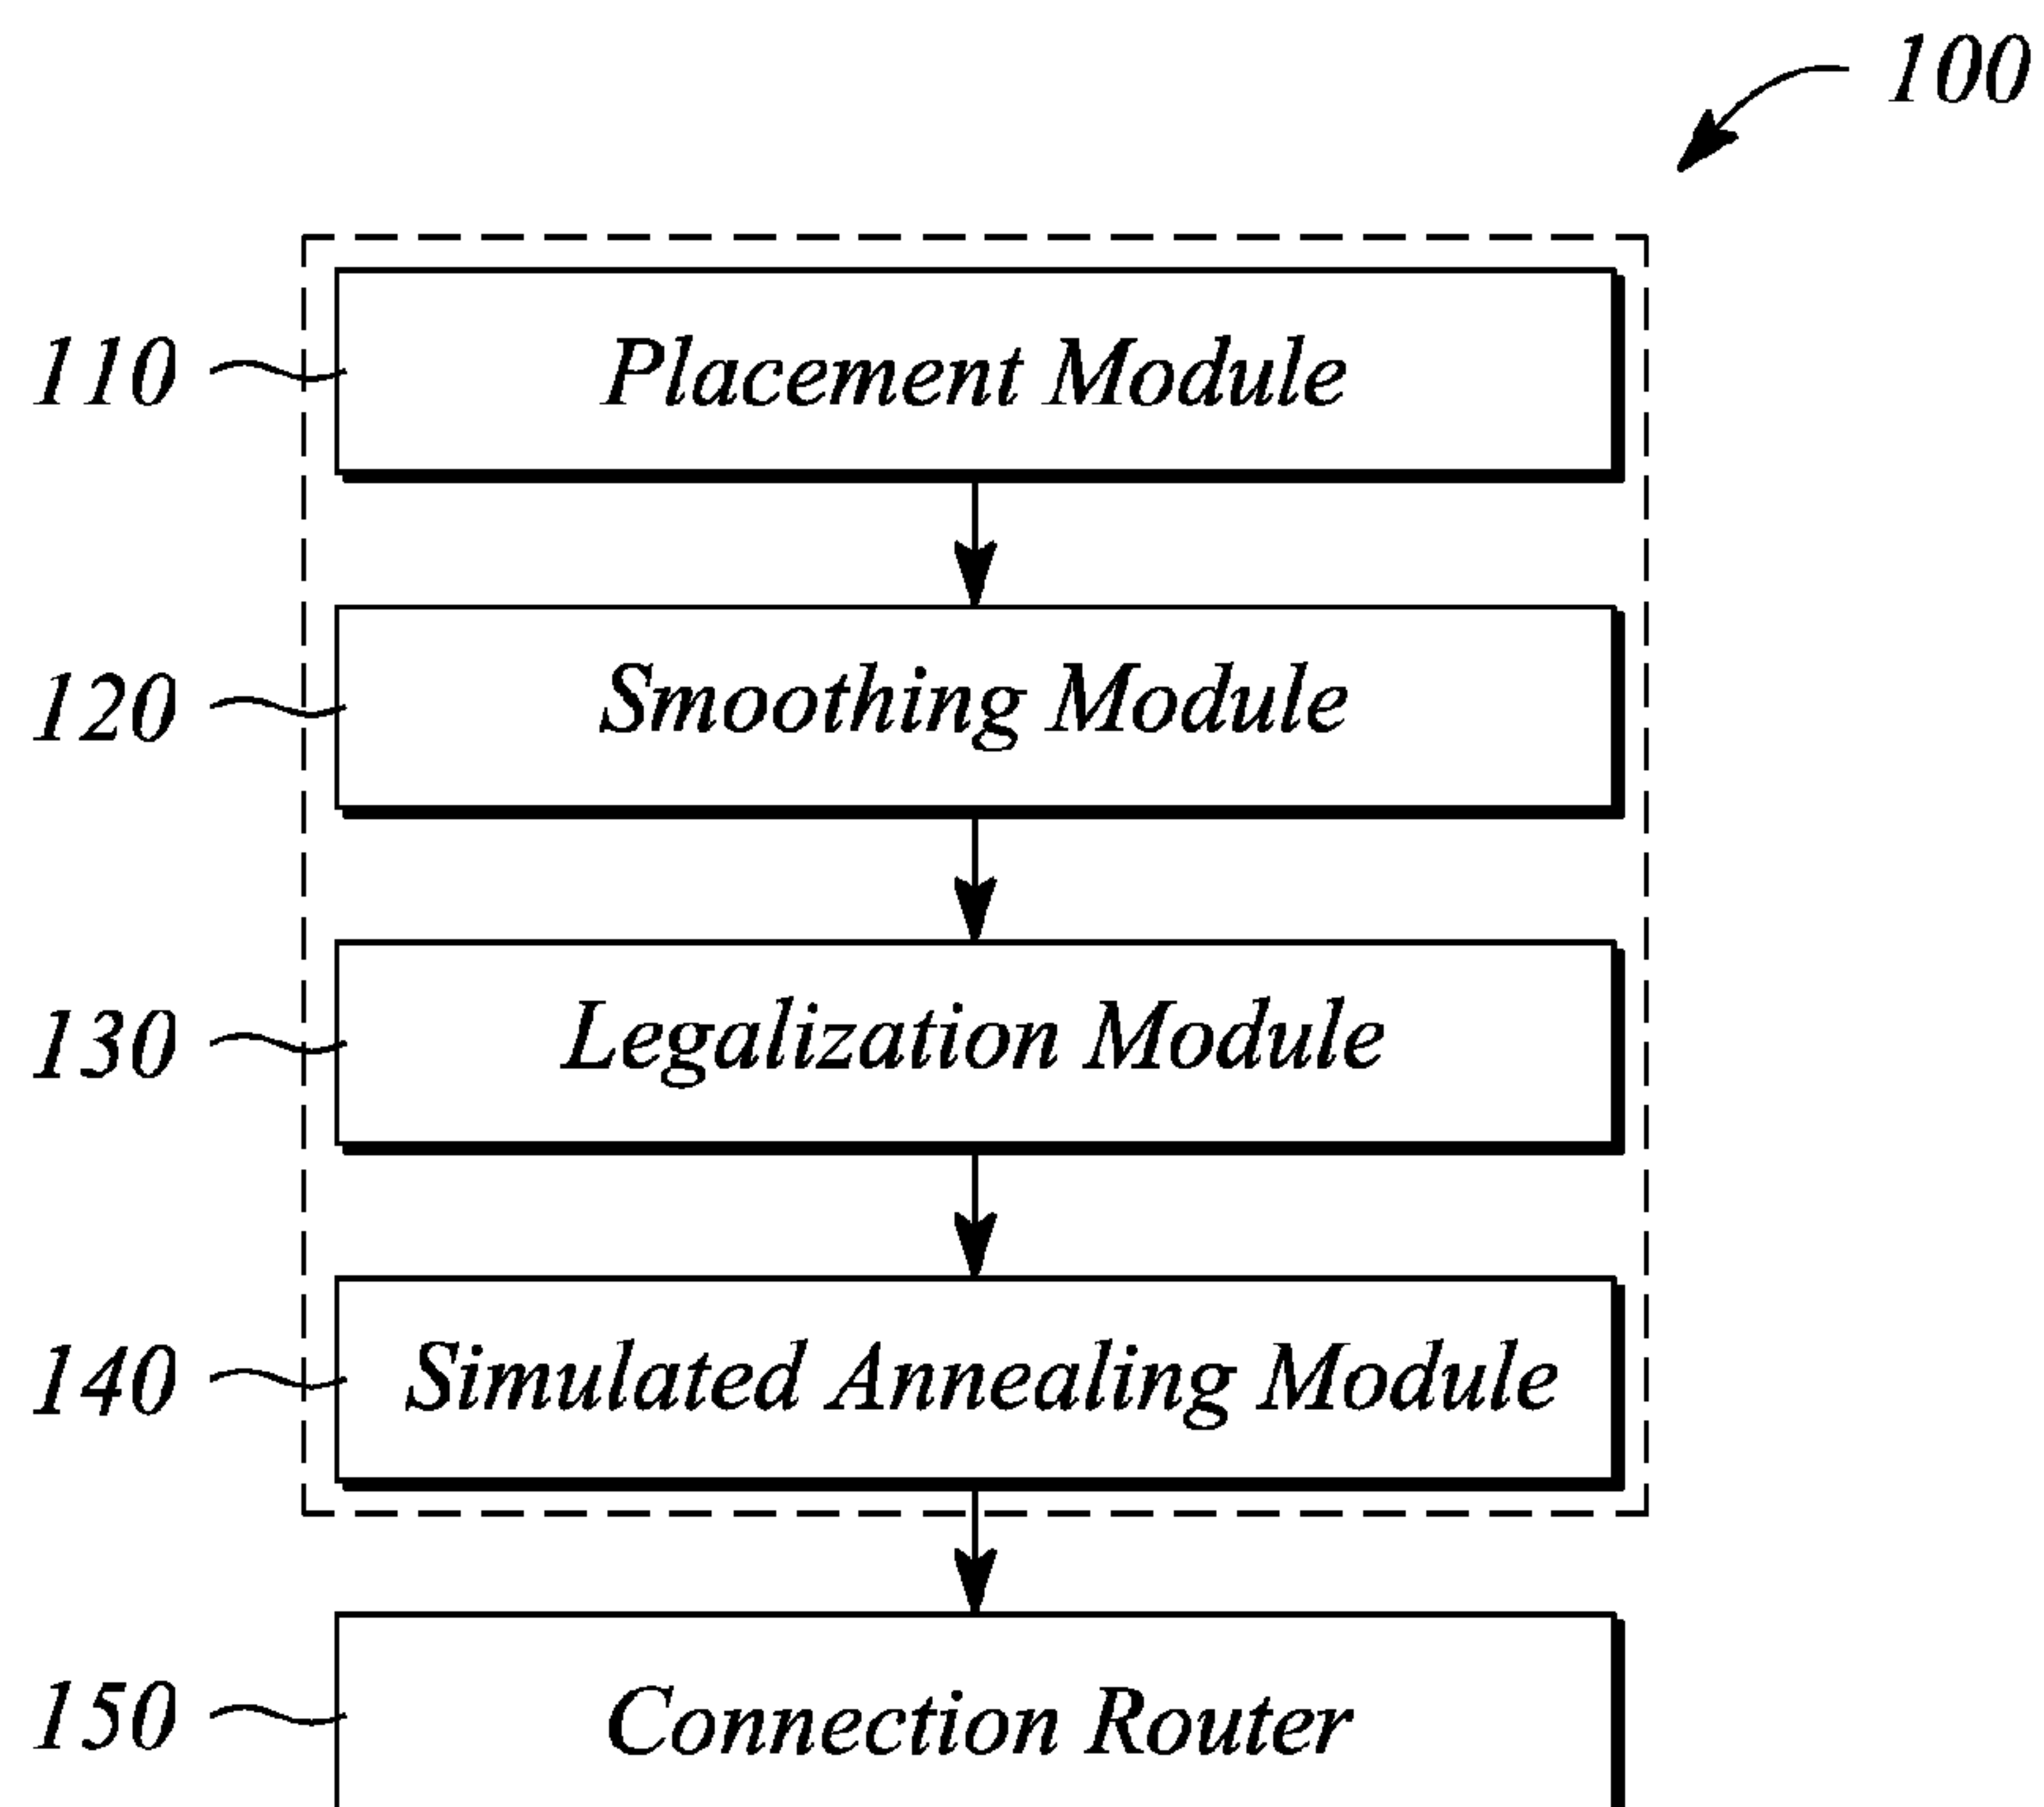 100
110 Placement Module
120 Smoothing Module
130 Legalization Module
140 Simulated Annealing Module
150 Connection Router